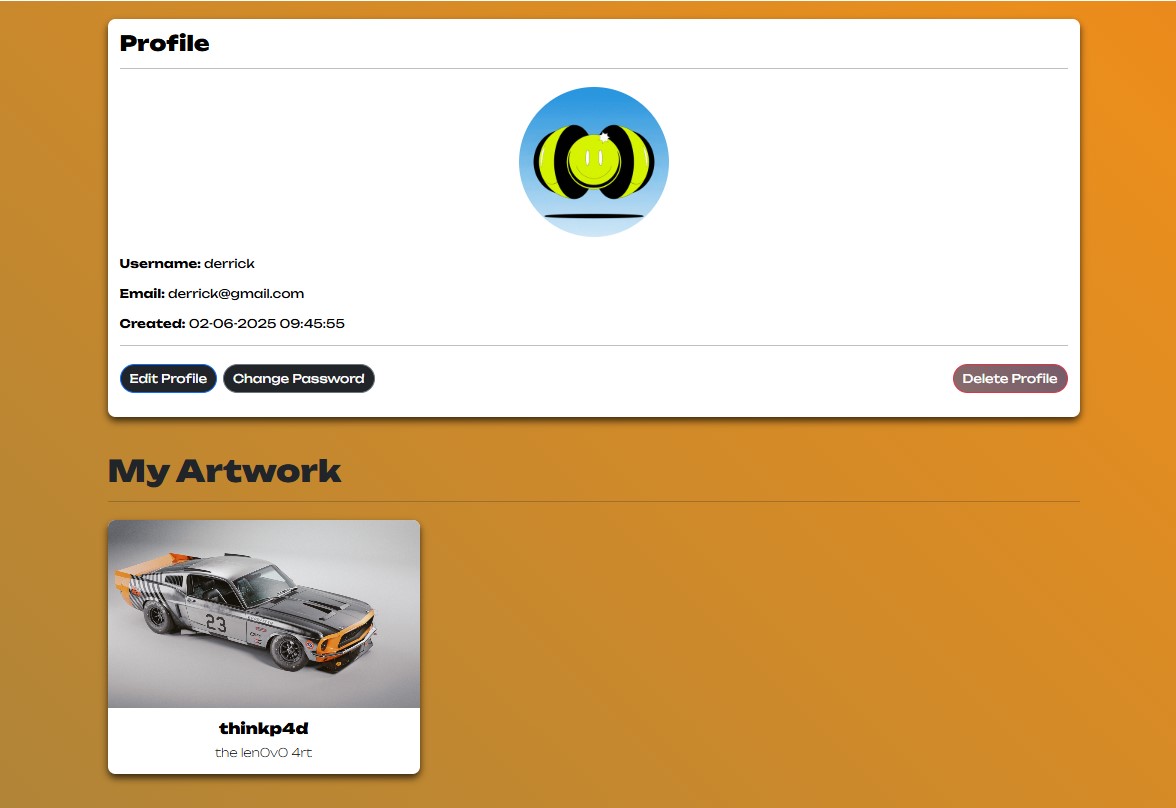 Profile
Username: derrick
Email: derrick@gmail.com
Created: 02-06-2025 09:45:55
Edit Profile Change Password Delete Profile
My Artwork
23
thinkp4d
the len0v0 4rt